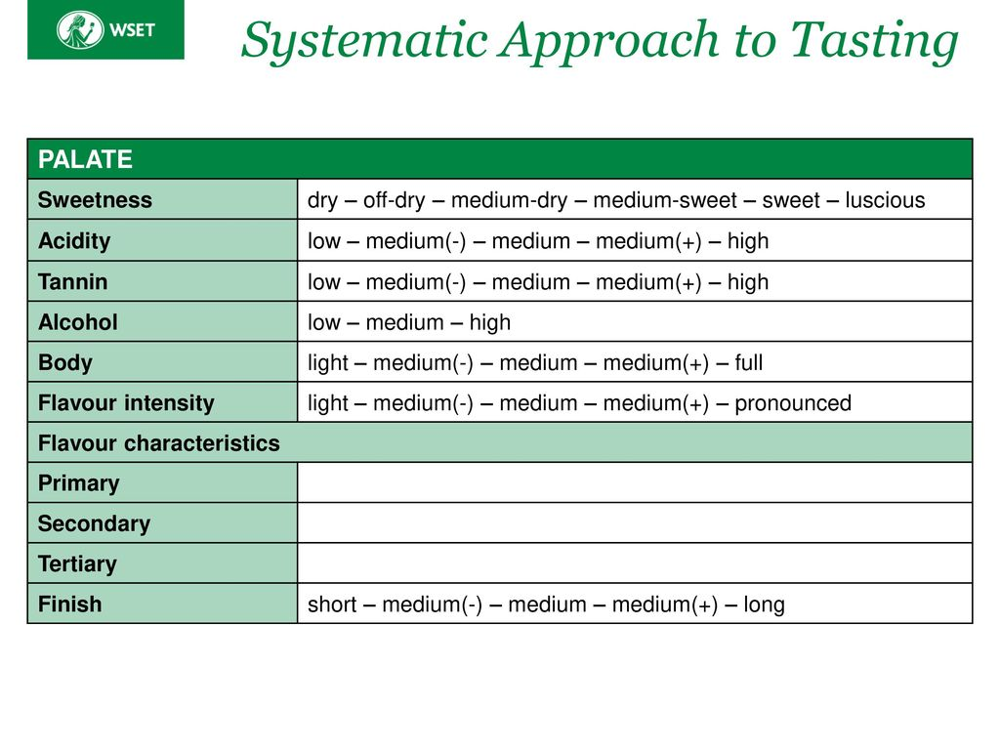 WSET
Systematic Approach to Tasting
PALATE
Sweetness dry – off-dry – medium-dry – medium-sweet – sweet – luscious
Acidity low – medium(-) – medium – medium(+) – high
Tannin low – medium(-) – medium – medium(+) – high
Alcohol low – medium – high
Body light – medium(-) – medium – medium(+) – full
Flavour intensity light – medium(-) – medium – medium(+) – pronounced
Flavour characteristics
Primary
Secondary
Tertiary
Finish short – medium(-) – medium – medium(+) – long